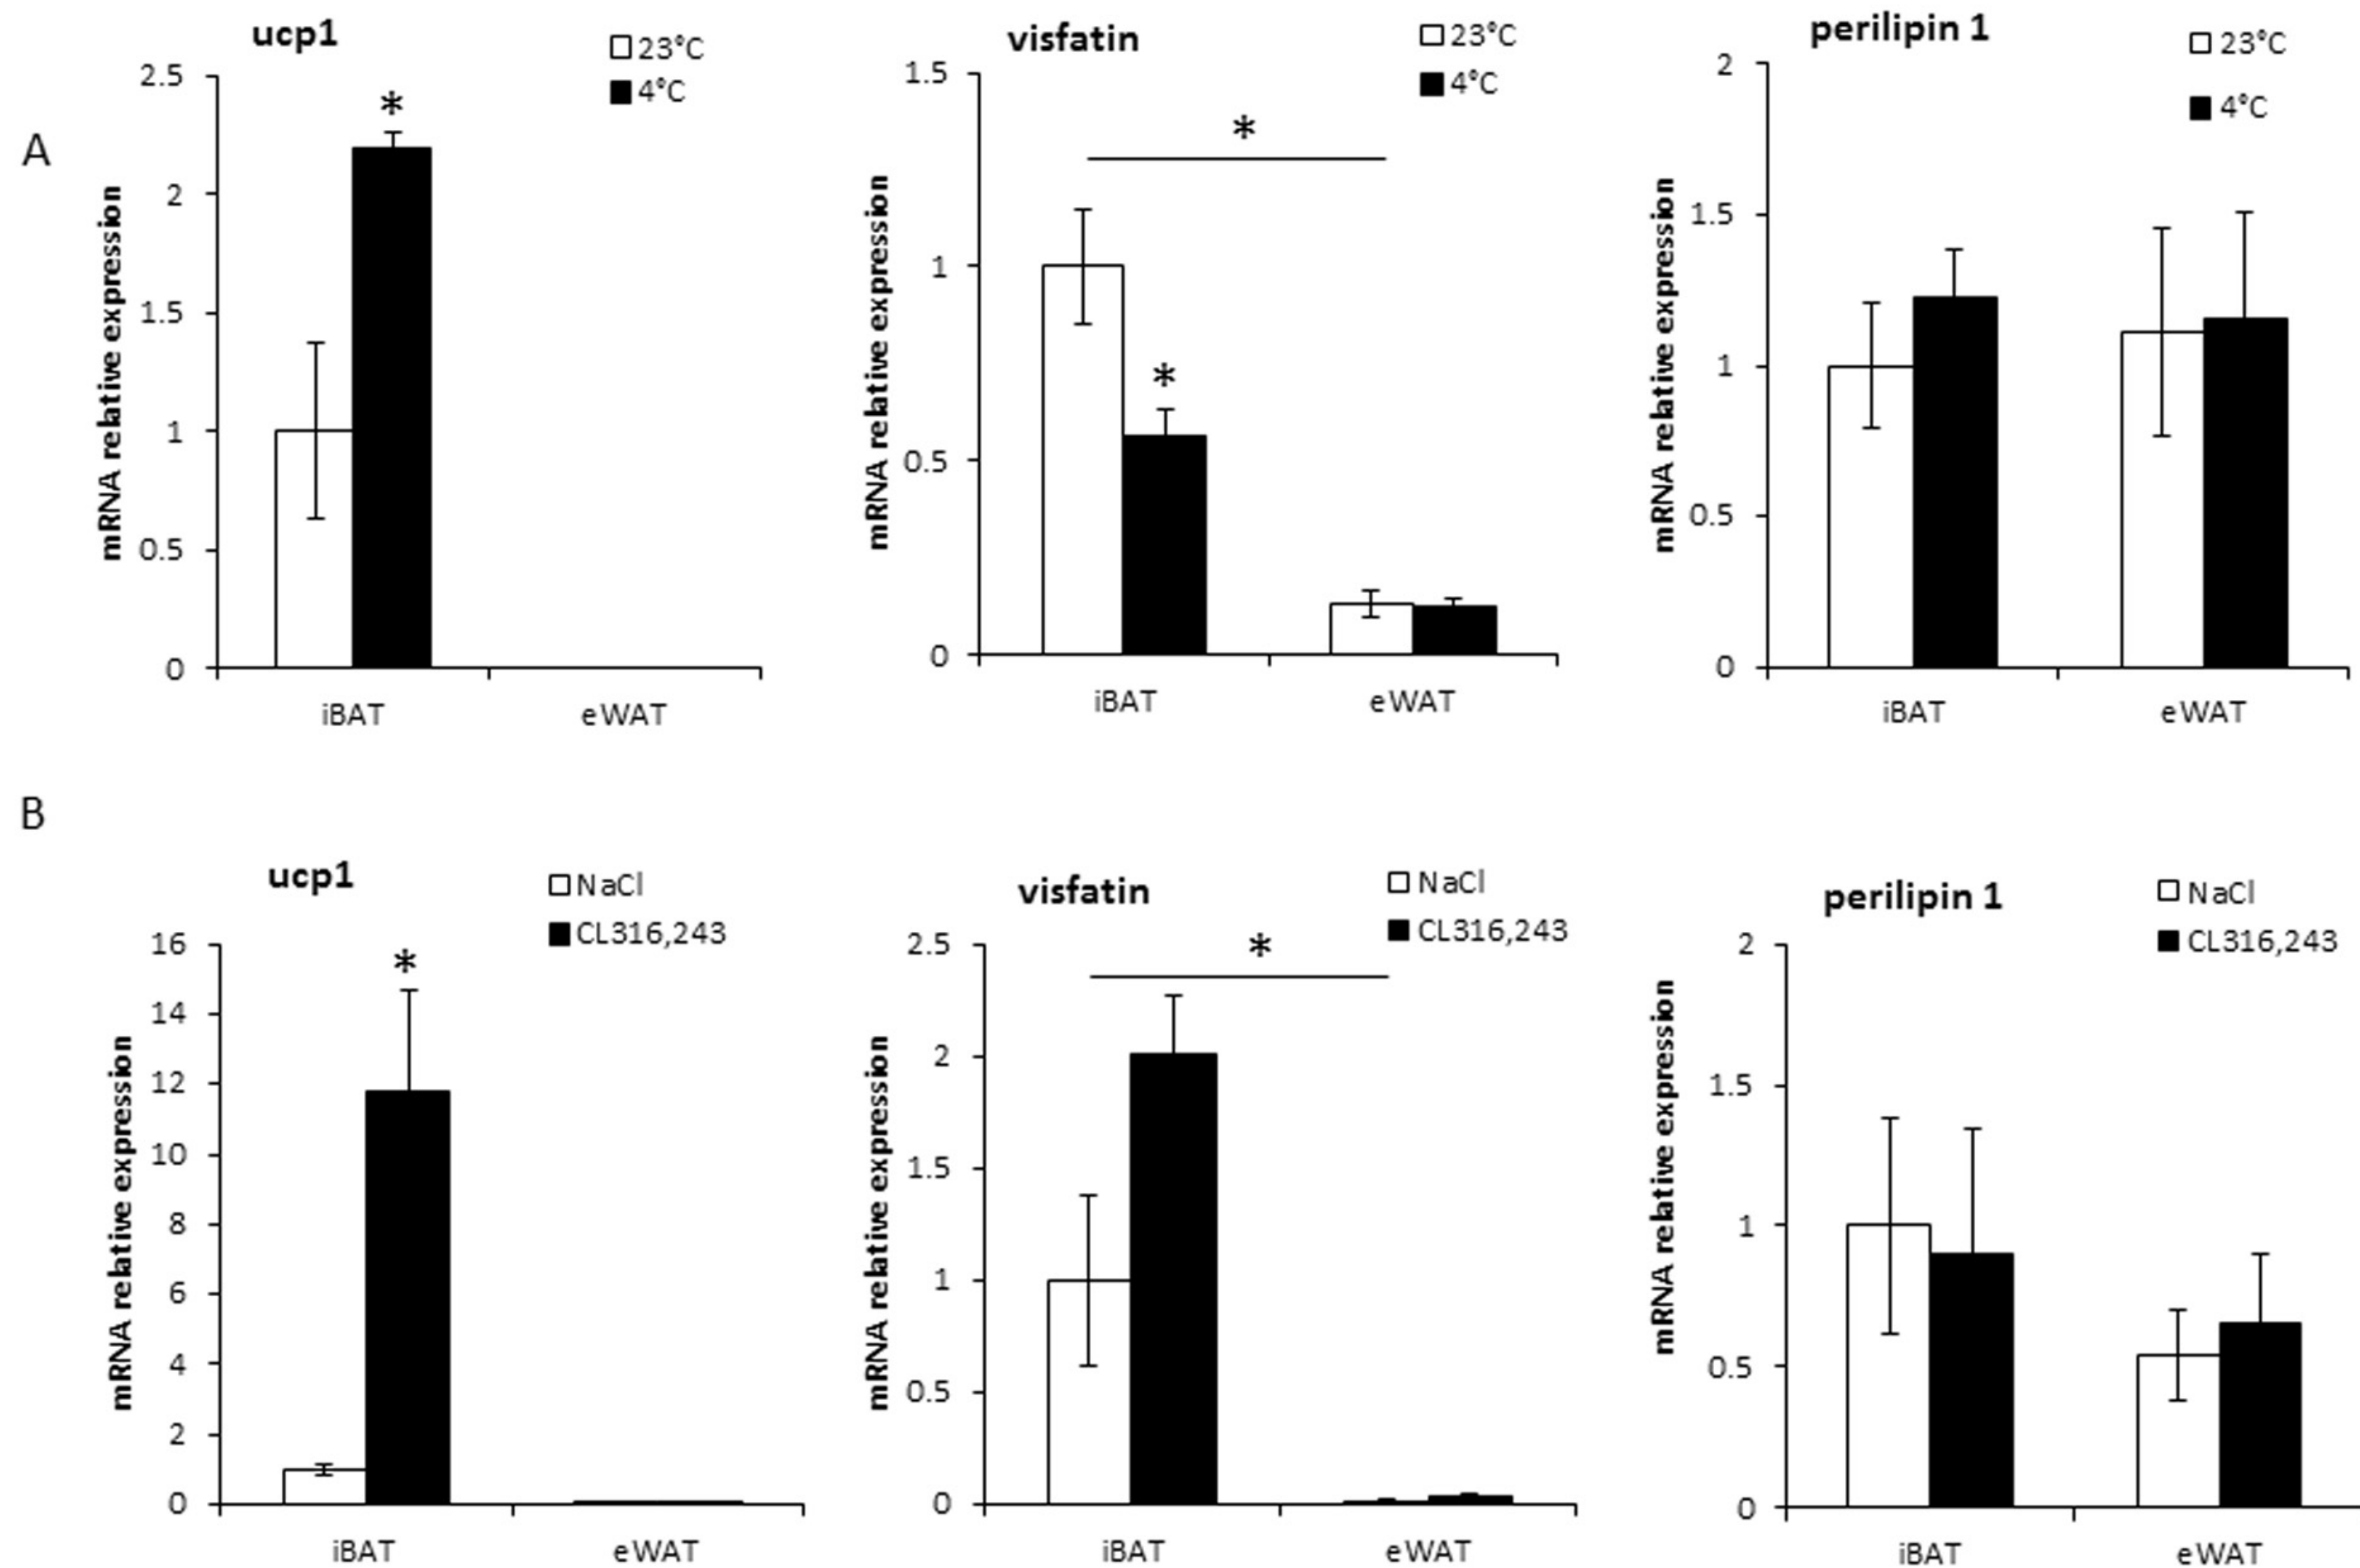 A
ucp1
23°C
4°C
mRNA relative expression
2.5
2
1.5
1
0.5
0
iBAT
eWAT
visfatin
23°C
4°C
mRNA relative expression
1.5
1
0.5
0
*
*
*
iBAT
eWAT
perilipin 1
23°C
4°C
mRNA relative expression
2
1.5
1
0.5
0
iBAT
eWAT
B
ucp1
NaCl
CL316,243
mRNA relative expression
16
14
12
10
8
6
4
2
0
*
iBAT
eWAT
visfatin
NaCl
CL316,243
mRNA relative expression
2.5
2
1.5
1
0.5
0
*
iBAT
eWAT
perilipin 1
NaCl
CL316,243
mRNA relative expression
2
1.5
1
0.5
0
iBAT
eWAT